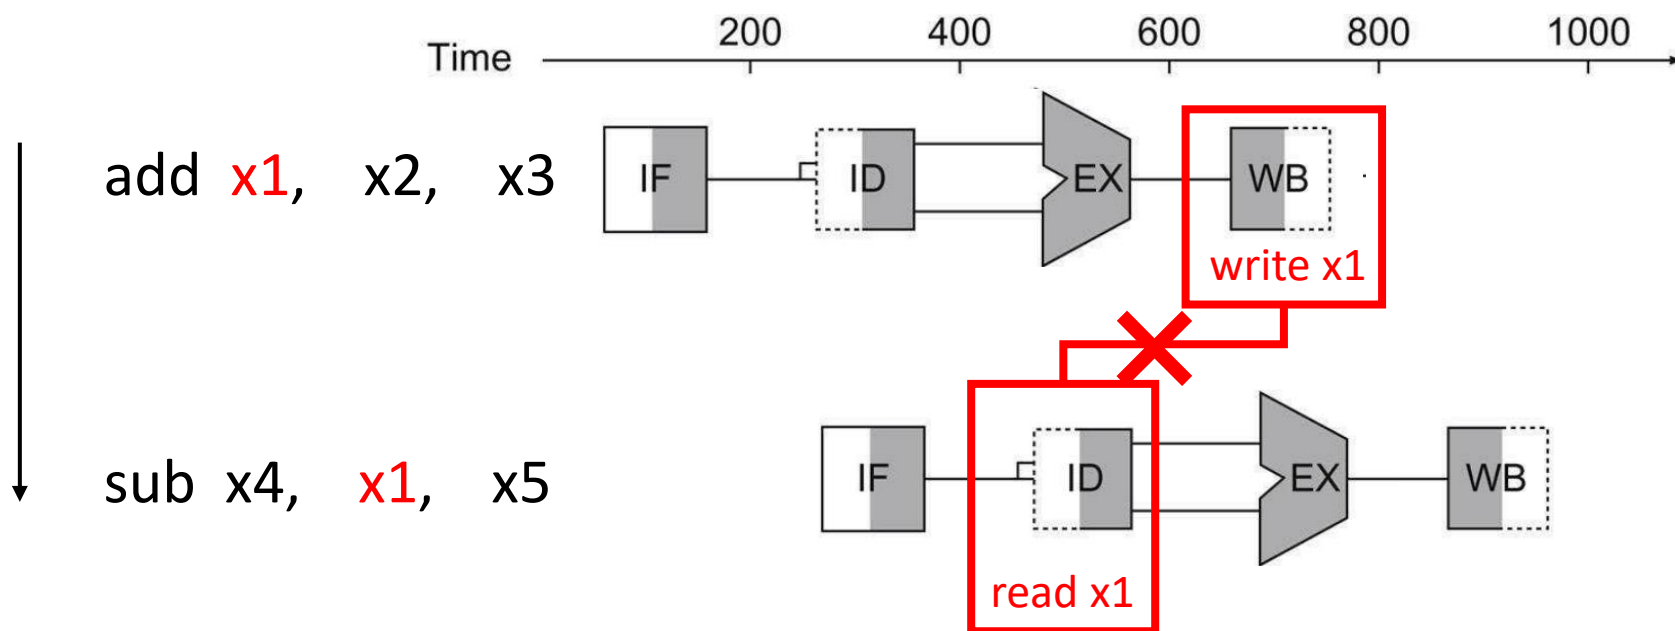 Time 200 400 600 800 1000
add x1, x2, x3 IF ID EX WB
write x1
sub x4, x1, x5 IF ID EX WB
read x1